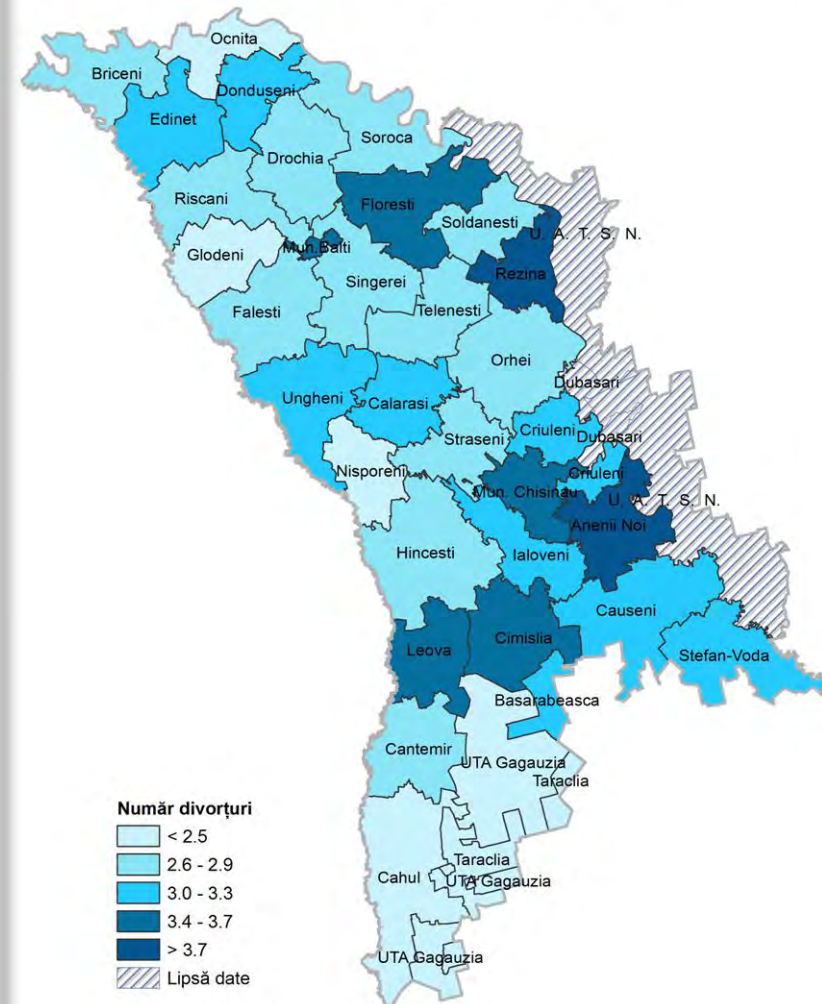 Ocnita
Briceni
Donduseni
Edinet
Soroca
Drochia
Riscani
Floresti
Soldanesti
U. A. T. S. N.
Glodeni
Mun.Balti
Rezina
Singerei
Falesti
Telenesti
Orhei
Dubasari
Ungheni
Calarasi
Criuleni
Straseni
Dubasari
Nisporeni
Criuleni
Mun. Chisinau
U. A. T. S. N.
Anenii Noi
Hincesti
Ialoveni
Causeni
Leova
Cimislia
Stefan-Voda
Basarabeasca
Cantemir
UTA Gagauzia
Taraclia
Număr divorțuri
< 2.5
2.6 - 2.9
3.0 - 3.3
3.4 - 3.7
> 3.7
Lipsă date
Taraclia
Cahul
UTA Gagauzia
UTA Gagauzia